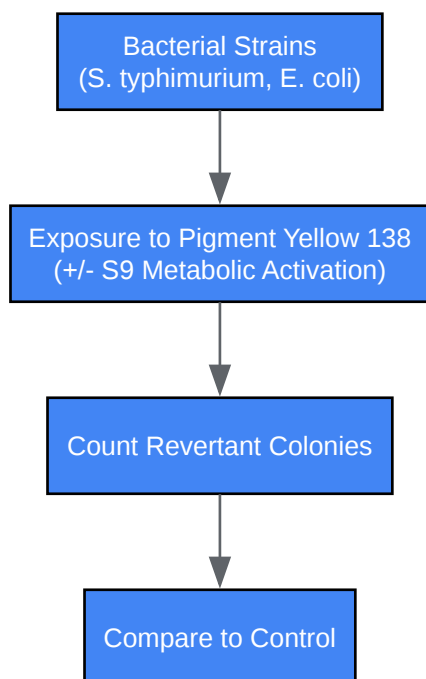 Bacterial Strains
(S. typhimurium, E. coli)
Exposure to Pigment Yellow 138
(+/- S9 Metabolic Activation)
Count Revertant Colonies
Compare to Control